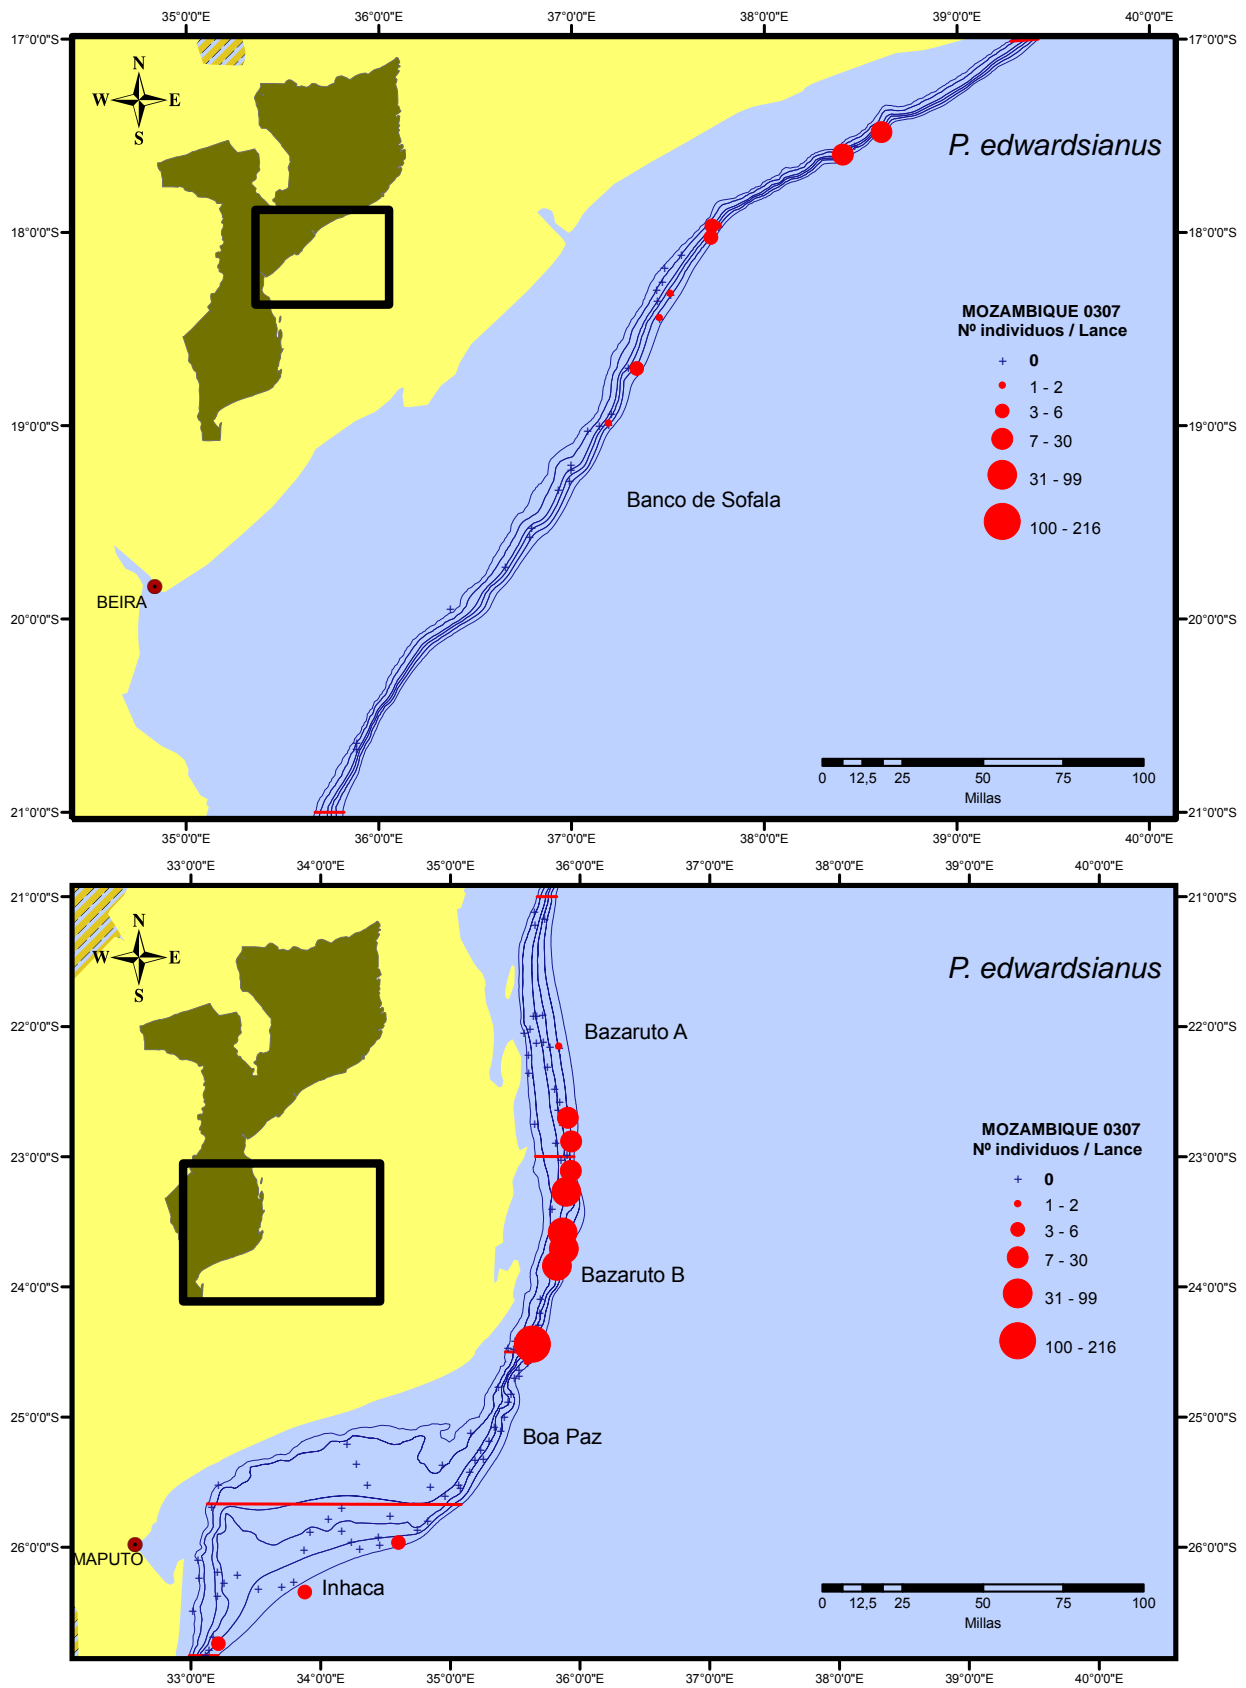 35°0'0"E 36°0'0"E 37°0'0"E 38°0'0"E 39°0'0"E 40°0'0"E
17°0'0"S 17°0'0"S
N
W E
S
P. edwardsianus
18°0'0"S 18°0'0"S
MOZAMBIQUE 0307
Nº individuos / Lance
0
1 - 2
3 - 6
7 - 30
31 - 99
100 - 216
19°0'0"S 19°0'0"S
Banco de Sofala
BEIRA
20°0'0"S 20°0'0"S
0 12,5 25 50 75 100
Millas
21°0'0"S 21°0'0"S
35°0'0"E 36°0'0"E 37°0'0"E 38°0'0"E 39°0'0"E 40°0'0"E
33°0'0"E 34°0'0"E 35°0'0"E 36°0'0"E 37°0'0"E 38°0'0"E 39°0'0"E 40°0'0"E
21°0'0"S 21°0'0"S
N
W E
S
P. edwardsianus
22°0'0"S 22°0'0"S
Bazaruto A
MOZAMBIQUE 0307
Nº individuos / Lance
0
1 - 2
3 - 6
7 - 30
31 - 99
100 - 216
23°0'0"S 23°0'0"S
Bazaruto B
24°0'0"S 24°0'0"S
25°0'0"S 25°0'0"S
Boa Paz
26°0'0"S 26°0'0"S
MAPUTO
Inhaca
0 12,5 25 50 75 100
Millas
33°0'0"E 34°0'0"E 35°0'0"E 36°0'0"E 37°0'0"E 38°0'0"E 39°0'0"E 40°0'0"E